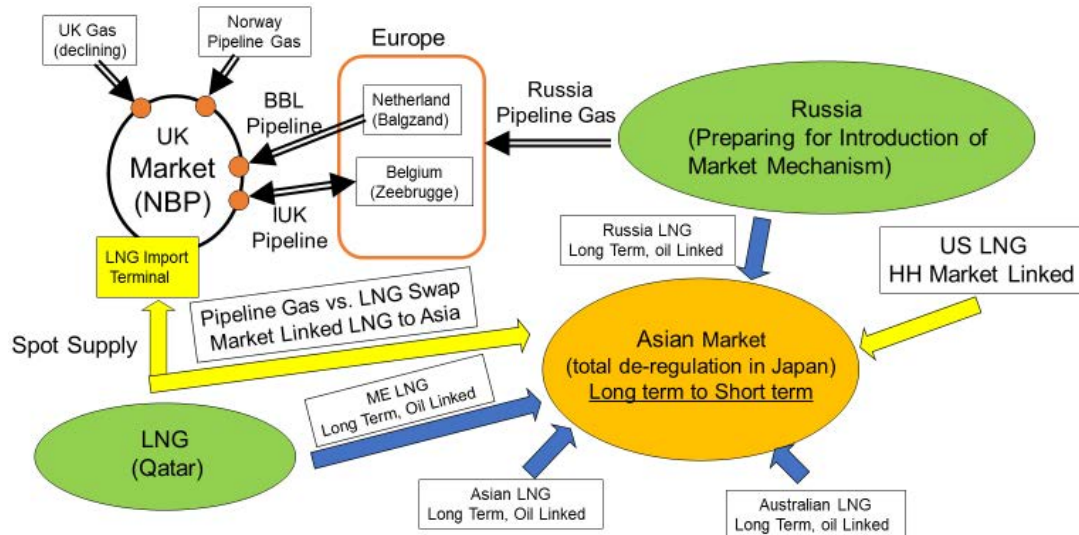 UK Gas
(declining)
Norway
Pipeline Gas
Europe
UK
Market
(NBP)
BBL
Pipeline
Netherland
(Balgzand)
Belgium
(Zeebrugge)
IUK
Pipeline
Russia
Pipeline Gas
Russia
(Preparing for Introduction of
Market Mechanism)
LNG Import
Terminal
Russia LNG
Long Term, oil Linked
US LNG
HH Market Linked
Spot Supply
Pipeline Gas vs. LNG Swap
Market Linked LNG to Asia
Asian Market
(total de-regulation in Japan)
Long term to Short term
ME LNG
Long Term, Oil Linked
LNG
(Qatar)
Asian LNG
Long Term, Oil Linked
Australian LNG
Long Term, oil Linked